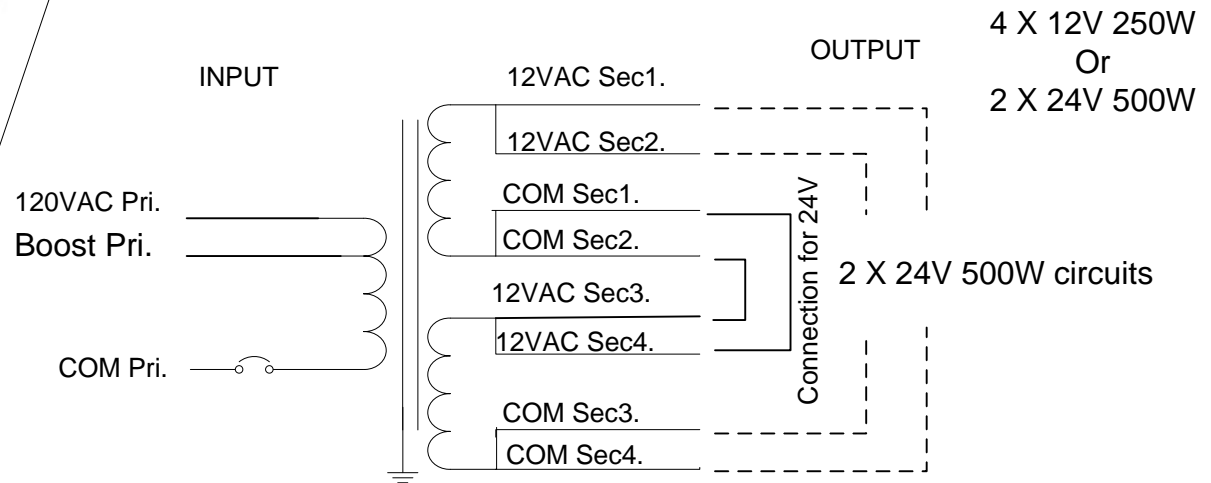 4 X 12V 250W
Or
2 X 24V 500W
OUTPUT
INPUT
12VAC Sec1.
12VAC Sec2.
COM Sec1.
COM Sec2.
12VAC Sec3.
12VAC Sec4.
COM Sec3.
COM Sec4.
120VAC Pri.
Boost Pri.
COM Pri.
Connection for 24V
2 X 24V 500W circuits